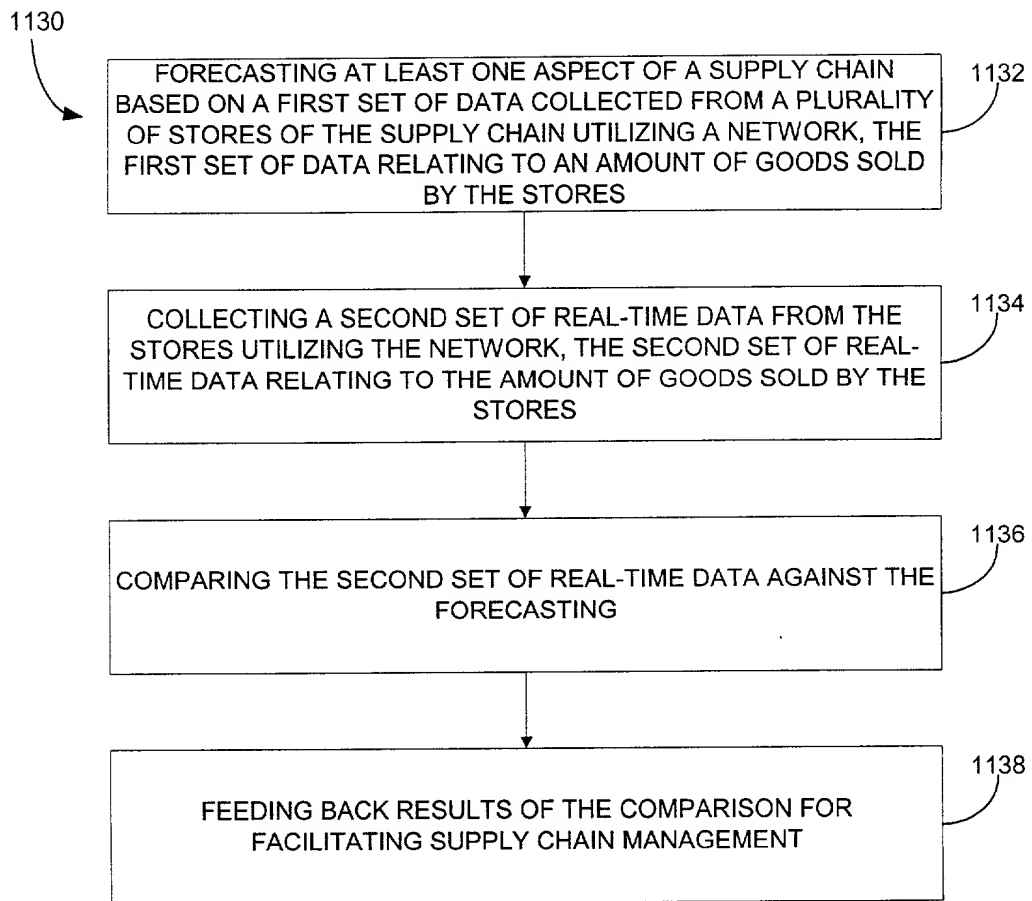 1130
FORECASTING AT LEAST ONE ASPECT OF A SUPPLY CHAIN
BASED ON A FIRST SET OF DATA COLLECTED FROM A PLURALITY
OF STORES OF THE SUPPLY CHAIN UTILIZING A NETWORK, THE
FIRST SET OF DATA RELATING TO AN AMOUNT OF GOODS SOLD
BY THE STORES
1132
COLLECTING A SECOND SET OF REAL-TIME DATA FROM THE
STORES UTILIZING THE NETWORK, THE SECOND SET OF REAL-
TIME DATA RELATING TO THE AMOUNT OF GOODS SOLD BY THE
STORES
1134
COMPARING THE SECOND SET OF REAL-TIME DATA AGAINST THE
FORECASTING
1136
FEEDING BACK RESULTS OF THE COMPARISON FOR
FACILITATING SUPPLY CHAIN MANAGEMENT
1138